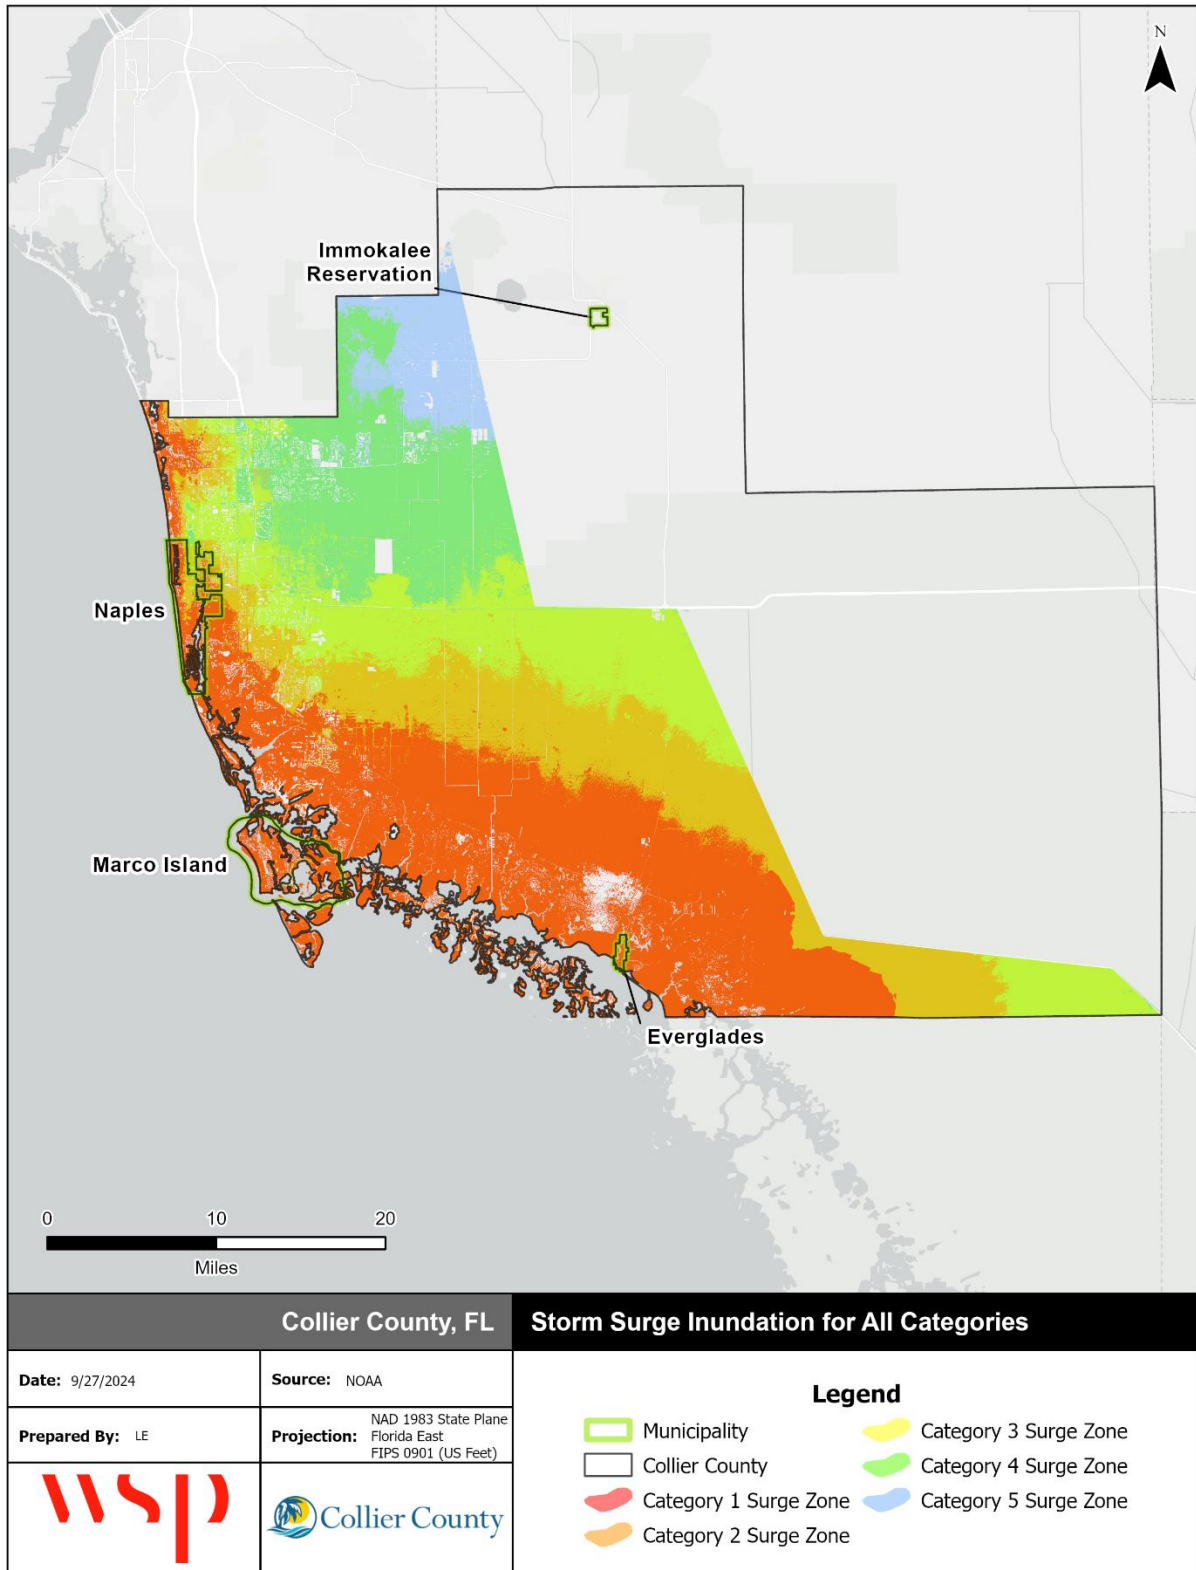 N
Immokalee
Reservation
Naples
Marco Island
Everglades
0 10 20
Miles
Collier County, FL
Storm Surge Inundation for All Categories
Date: 9/27/2024
Source: NOAA
Prepared By: LE
Projection: NAD 1983 State Plane
Florida East
FIPS 0901 (US Feet)
wsp
Collier County
Legend
Municipality
Collier County
Category 1 Surge Zone
Category 2 Surge Zone
Category 3 Surge Zone
Category 4 Surge Zone
Category 5 Surge Zone